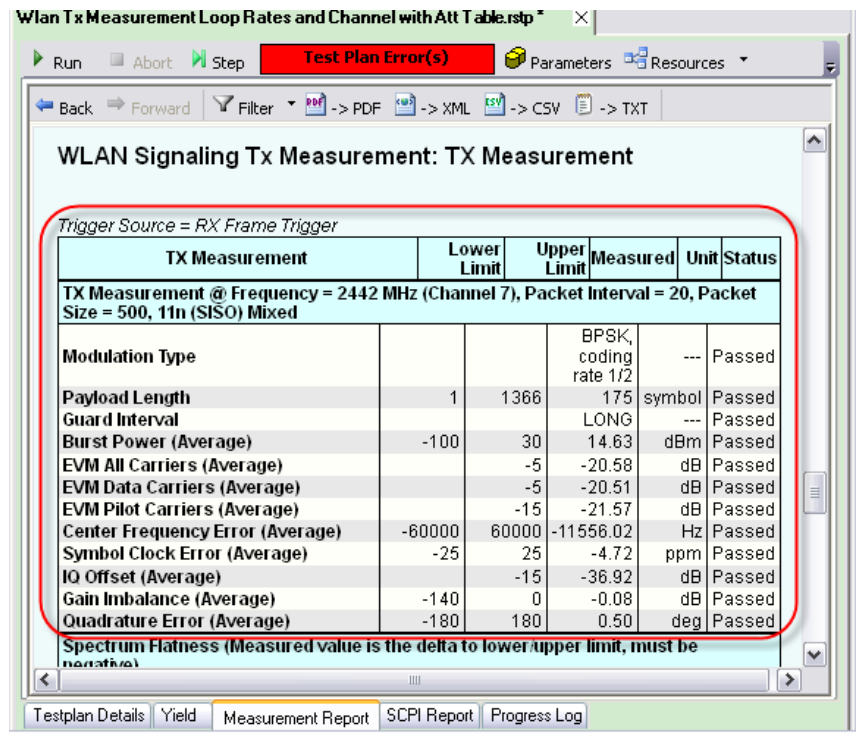 Wlan Tx Measurement Loop Rates and Channel with Att Table.rstp *
Run Abort Step Test Plan Error(s) Parameters Resources
Back Forward Filter -> PDF -> XML -> CSV -> TXT
WLAN Signaling Tx Measurement: TX Measurement
Trigger Source = RX Frame Trigger
TX Measurement Lower Limit Upper Limit Measured Unit Status
TX Measurement @ Frequency = 2442 MHz (Channel 7), Packet Interval = 20, Packet
Size = 500, 11n (SISO) Mixed
Modulation Type BPSK, coding rate 1/2 --- Passed
Payload Length 1 1366 175 symbol Passed
Guard Interval LONG --- Passed
Burst Power (Average) -100 30 14.63 dBm Passed
EVM All Carriers (Average) -5 -20.58 dB Passed
EVM Data Carriers (Average) -5 -20.51 dB Passed
EVM Pilot Carriers (Average) -15 -21.57 dB Passed
Center Frequency Error (Average) -60000 60000 -11556.02 Hz Passed
Symbol Clock Error (Average) -25 25 -4.72 ppm Passed
IQ Offset (Average) -15 -36.92 dB Passed
Gain Imbalance (Average) -140 0 -0.08 dB Passed
Quadrature Error (Average) -180 180 0.50 deg Passed
Spectrum Flatness (Measured value is the delta to lower/upper limit, must be
negative)
Testplan Details Yield Measurement Report SCPI Report Progress Log